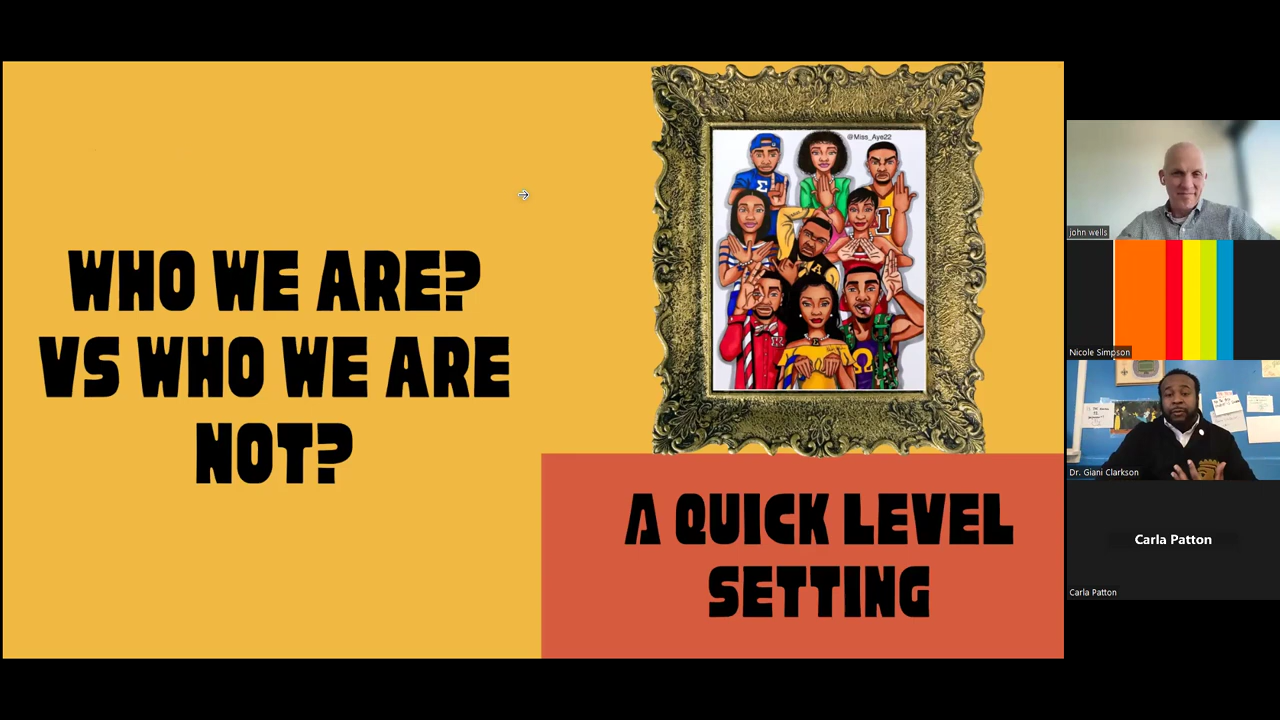 WHO WE ARE?
VS WHO WE ARE
NOT?
@Miss_Aye22
Σ
I
A
Ω
A QUICK LEVEL
SETTING
john wells
Nicole Simpson
Dr. Giani Clarkson
Carla Patton
Carla Patton